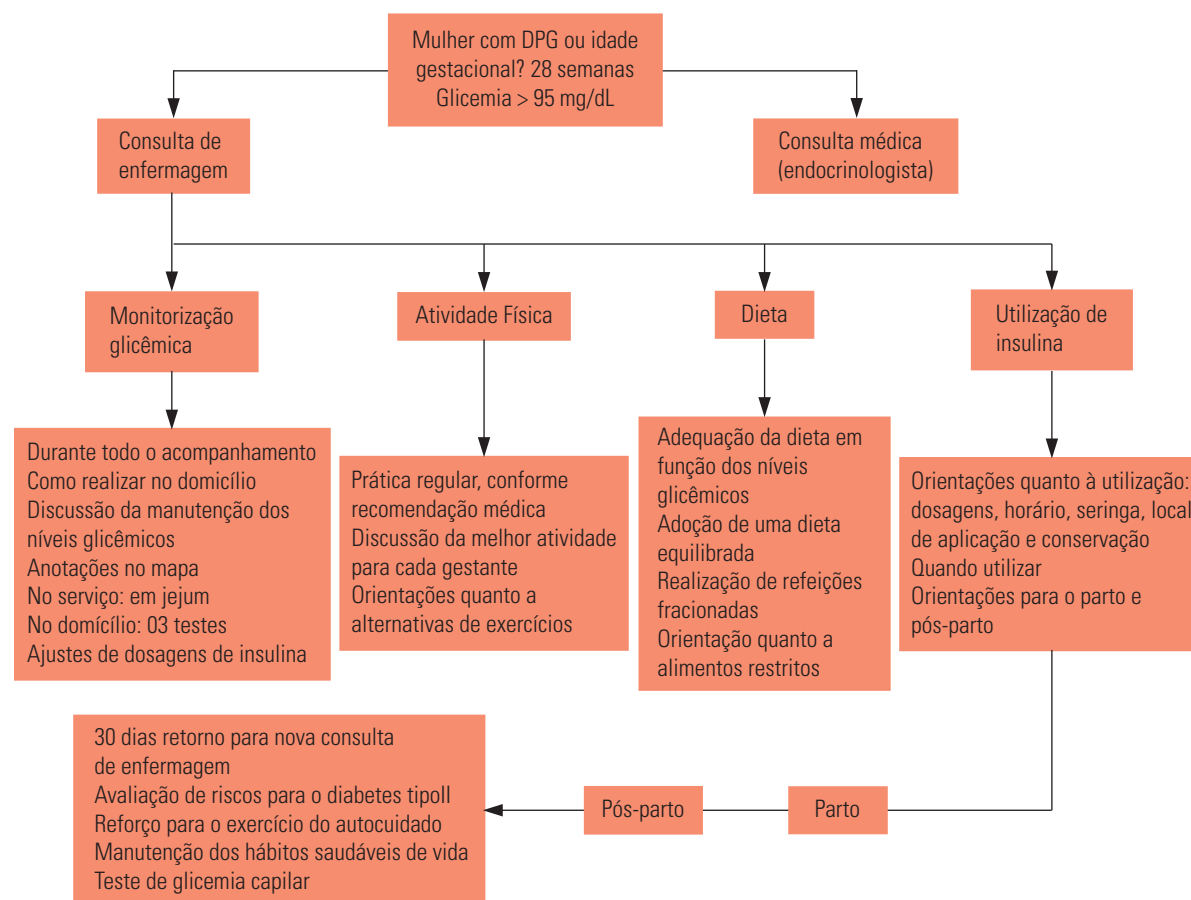 Mulher com DPG ou idade
gestacional? 28 semanas
Glicemia > 95 mg/dL
Consulta de
enfermagem
Consulta médica
(endocrinologista)
Monitorização
glicêmica
Atividade Física
Dieta
Utilização de
insulina
Durante todo o acompanhamento
Como realizar no domicílio
Discussão da manutenção dos
níveis glicêmicos
Anotações no mapa
No serviço: em jejum
No domicílio: 03 testes
Ajustes de dosagens de insulina
Prática regular, conforme
recomendação médica
Discussão da melhor atividade
para cada gestante
Orientações quanto a
alternativas de exercícios
Adequação da dieta em
função dos níveis
glicêmicos
Adoção de uma dieta
equilibrada
Realização de refeições
fracionadas
Orientação quanto a
alimentos restritos
Orientações quanto à utilização:
dosagens, horário, seringa, local
de aplicação e conservação
Quando utilizar
Orientações para o parto e
pós-parto
30 dias retorno para nova consulta
de enfermagem
Avaliação de riscos para o diabetes tipoll
Reforço para o exercício do autocuidado
Manutenção dos hábitos saudáveis de vida
Teste de glicemia capilar
Pós-parto
Parto